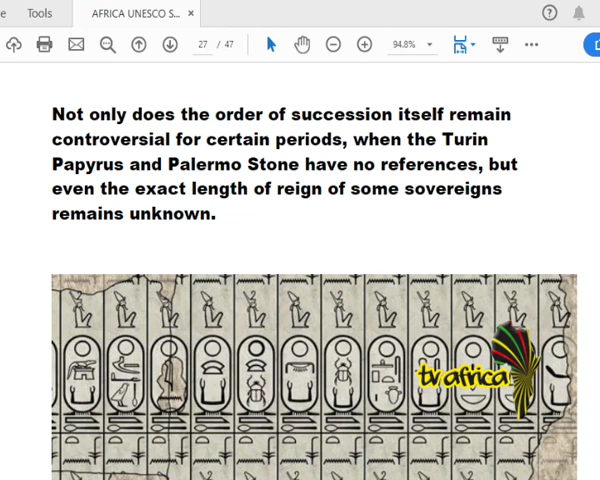 e
Tools
AFRICA UNESCO S... ×
27 / 47
94.8%
Not only does the order of succession itself remain
controversial for certain periods, when the Turin
Papyrus and Palermo Stone have no references, but
even the exact length of reign of some sovereigns
remains unknown.
tv africa